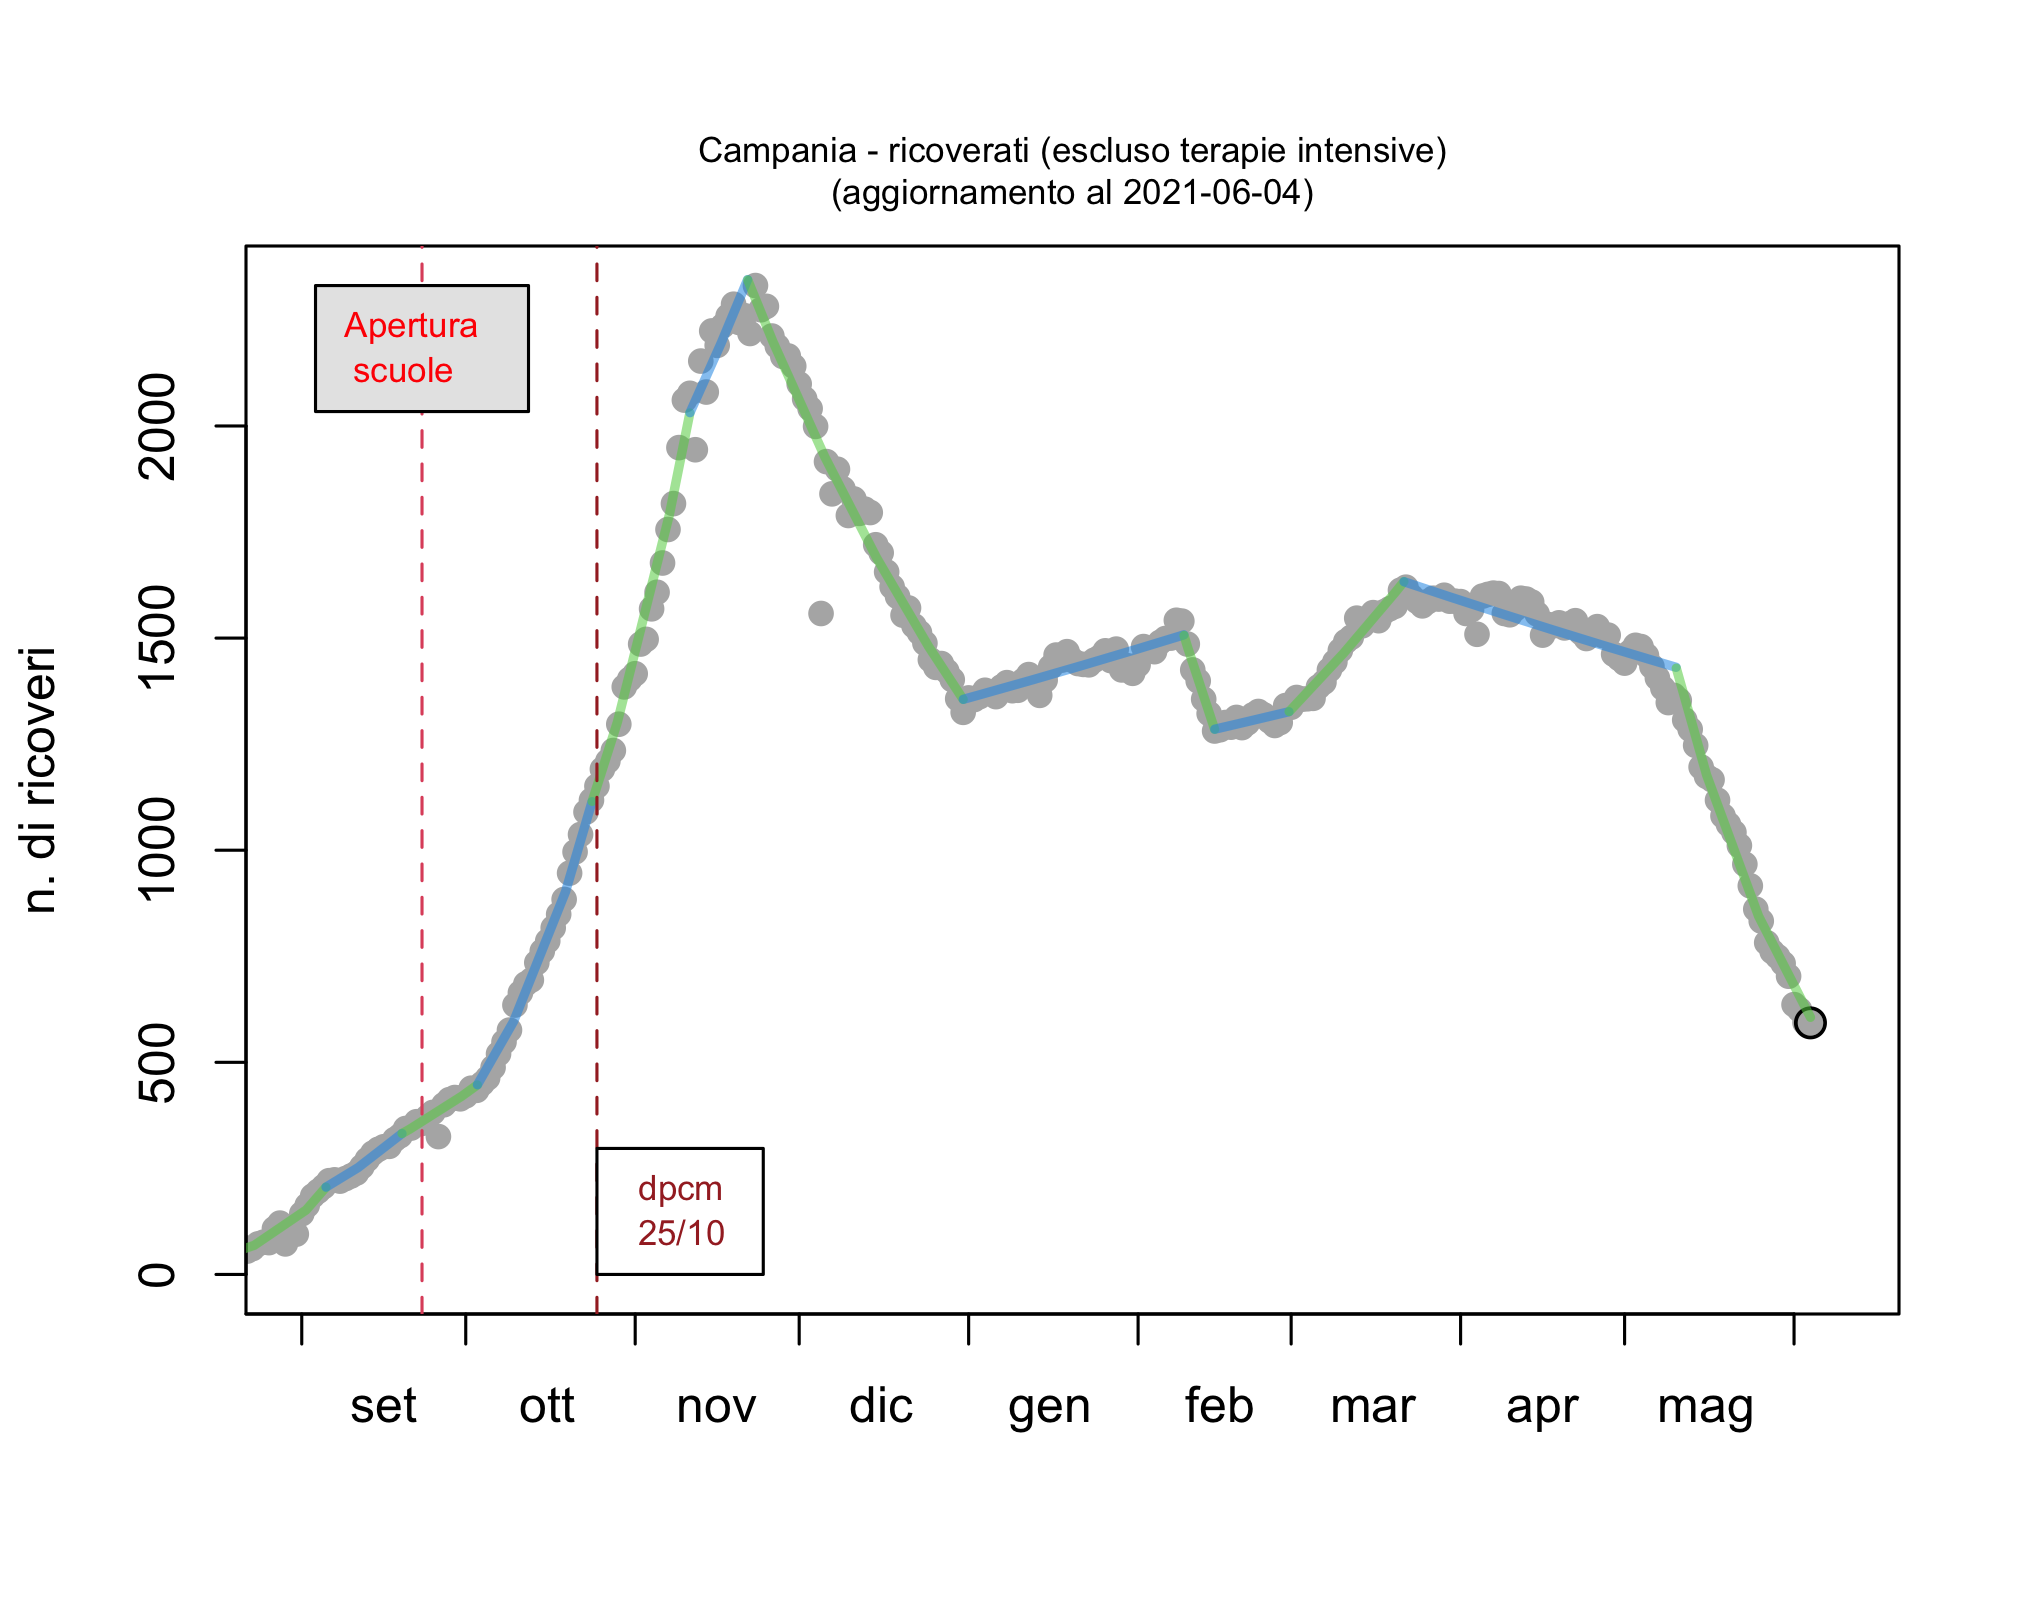 Campania - ricoverati (escluso terapie intensive)
(aggiornamento al 2021-06-04)
Apertura
scuole
dpcm
25/10
n. di ricoveri
2000
1500
1000
500
0
set ott nov dic gen feb mar apr mag